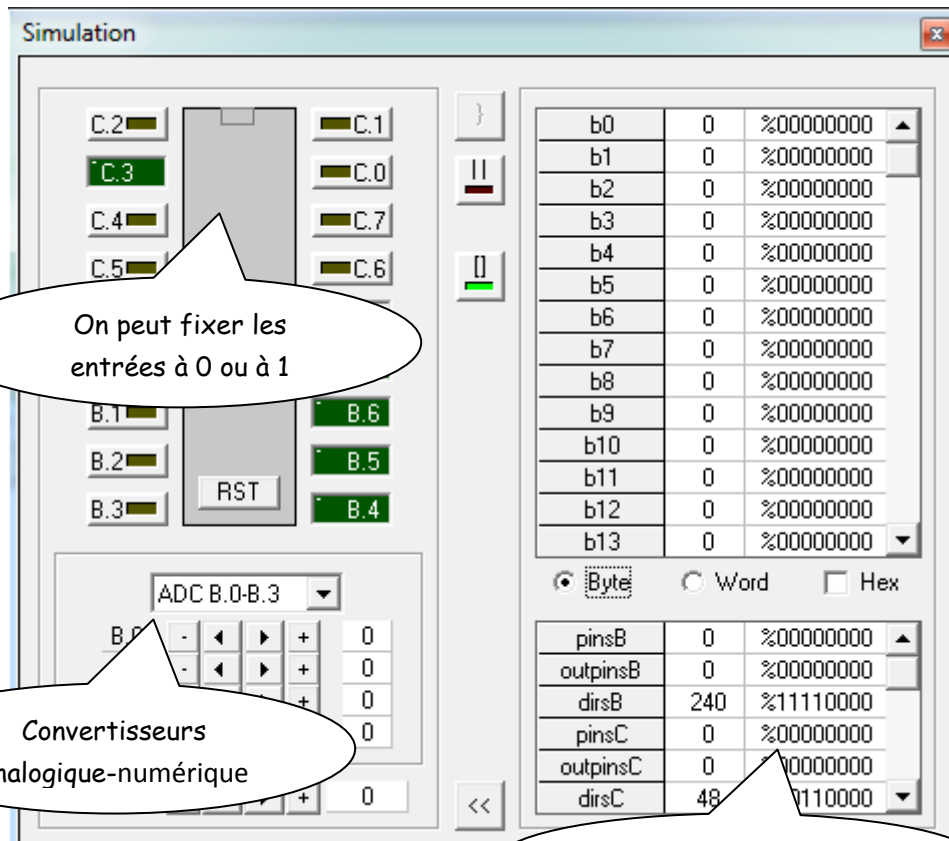 Simulation
C.2
C.1
C.3
C.0
C.4
C.7
C.5
C.6
On peut fixer les
entrées à 0 ou à 1
B.1
B.6
B.2
B.5
B.3
RST
B.4
ADC B.0-B.3
- + 0
- + 0
+ 0
0
Convertisseurs
nalogique-numérique
+ 0
} 
||
[]
<<
b0 0 %00000000
b1 0 %00000000
b2 0 %00000000
b3 0 %00000000
b4 0 %00000000
b5 0 %00000000
b6 0 %00000000
b7 0 %00000000
b8 0 %00000000
b9 0 %00000000
b10 0 %00000000
b11 0 %00000000
b12 0 %00000000
b13 0 %00000000
Byte Word Hex
pinsB 0 %00000000
outpinsB 0 %00000000
dirsB 240 %11110000
pinsC 0 %00000000
outpinsC 0 00000000
dirsC 48 110000